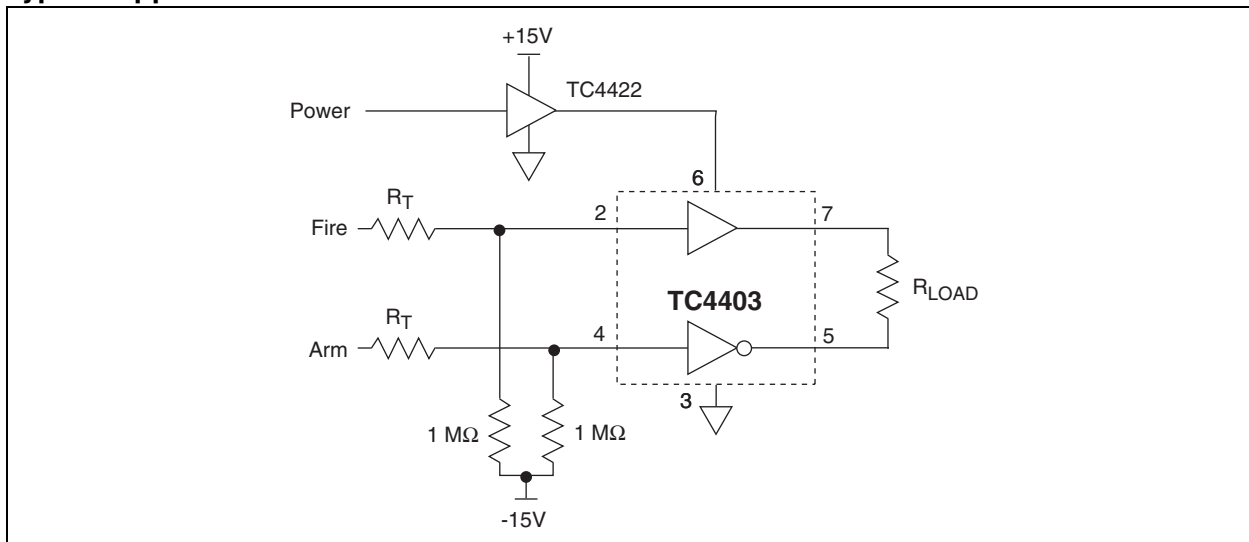 +15V
TC4422
Power
6
R_T
2
7
Fire
TC4403
R_LOAD
R_T
4
5
Arm
3
1 MΩ
1 MΩ
-15V